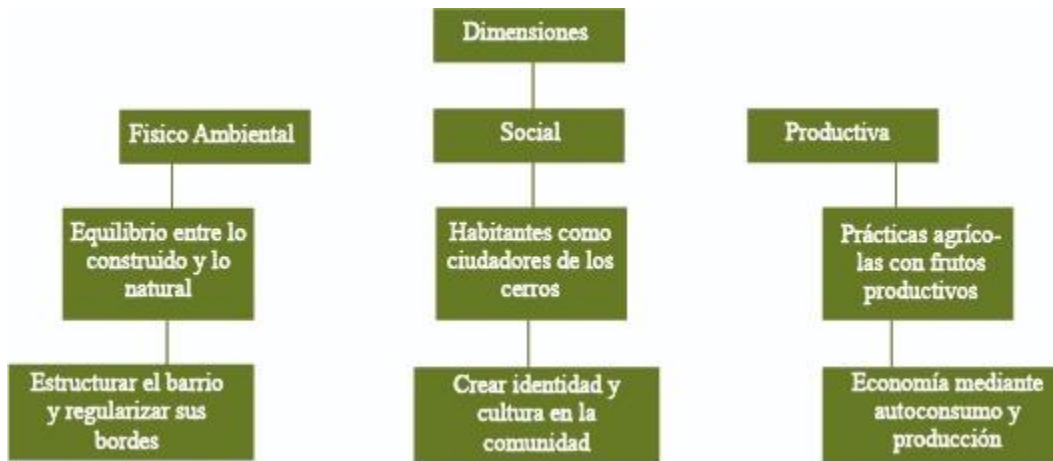 Dimensiones
Fisico Ambiental
Social
Productiva
Equilibrio entre lo
construido y lo
natural
Habitantes como
ciudadores de los
cerros
Prácticas agríco-
las con frutos
productivos
Estructurar el barrio
y regularizar sus
bordes
Crear identidad y
cultura en la
comunidad
Economía mediante
autoconsumo y
producción